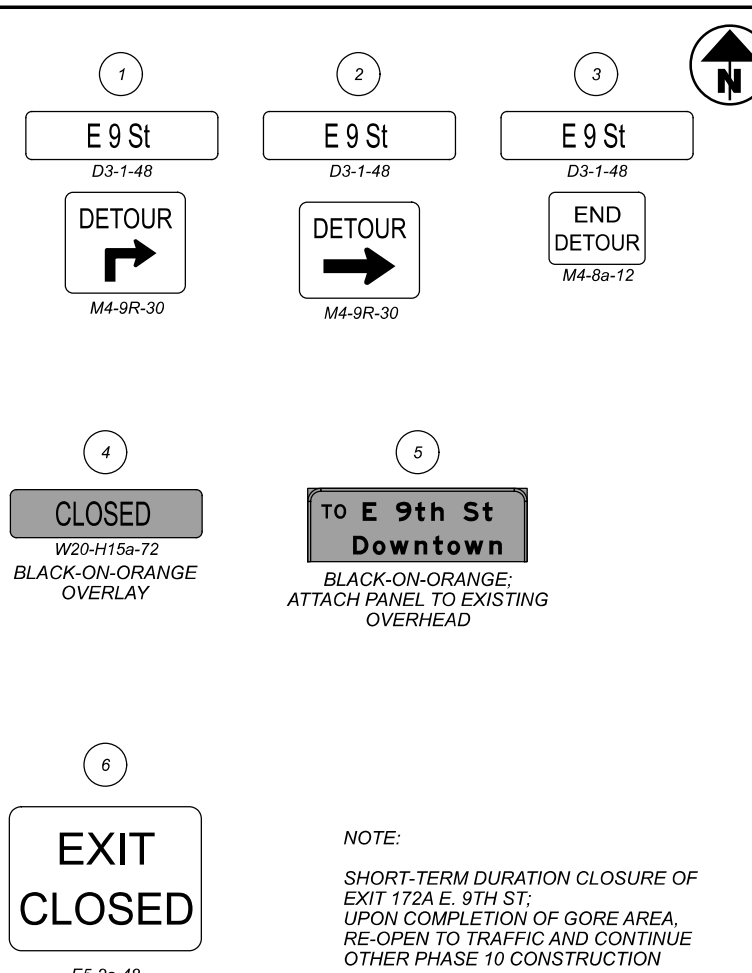 1
E 9 St
D3-1-48
DETOUR
M4-9R-30
2
E 9 St
D3-1-48
DETOUR
M4-9R-30
3
E 9 St
D3-1-48
END
DETOUR
M4-8a-12
N
4
CLOSED
W20-H15a-72
BLACK-ON-ORANGE
OVERLAY
5
TO E 9th St
Downtown
BLACK-ON-ORANGE;
ATTACH PANEL TO EXISTING
OVERHEAD
6
EXIT
CLOSED
NOTE:
SHORT-TERM DURATION CLOSURE OF
EXIT 172A E. 9TH ST;
UPON COMPLETION OF GORE AREA,
RE-OPEN TO TRAFFIC AND CONTINUE
OTHER PHASE 10 CONSTRUCTION